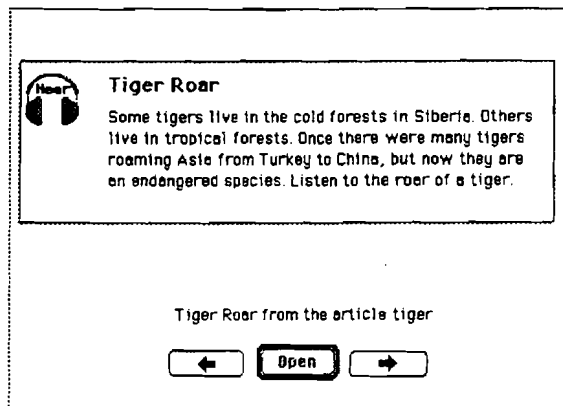 Hear
Tiger Roar
Some tigers live in the cold forests in Siberia. Others
live in tropical forests. Once there were many tigers
roaming Asia from Turkey to China, but now they are
an endangered species. Listen to the roar of a tiger.
Tiger Roar from the article tiger
Open